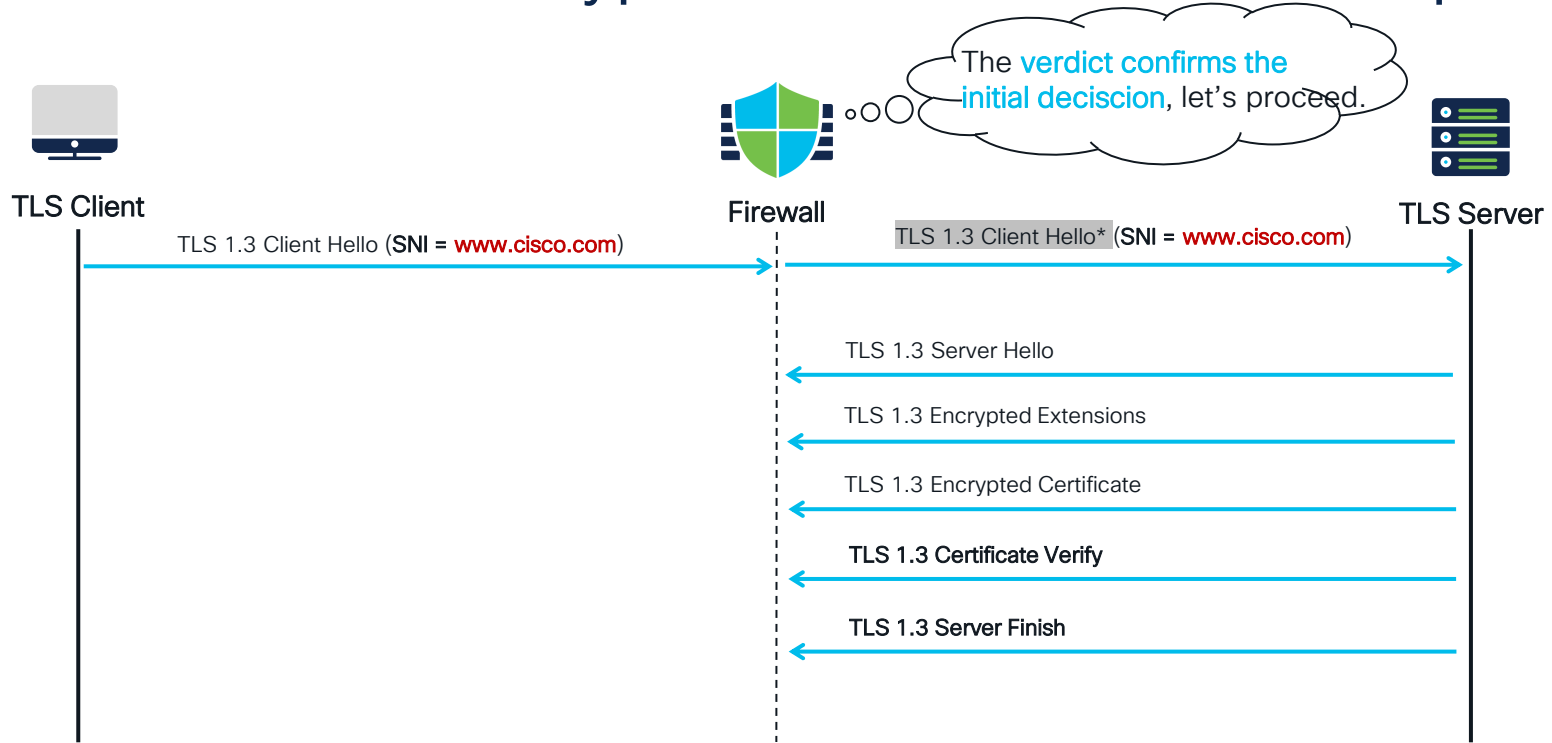 The verdict confirms the
initial deciscion, let's proceed.
TLS Client
Firewall
TLS Server
TLS 1.3 Client Hello (SNI = www.cisco.com)
TLS 1.3 Client Hello* (SNI = www.cisco.com)
TLS 1.3 Server Hello
TLS 1.3 Encrypted Extensions
TLS 1.3 Encrypted Certificate
TLS 1.3 Certificate Verify
TLS 1.3 Server Finish